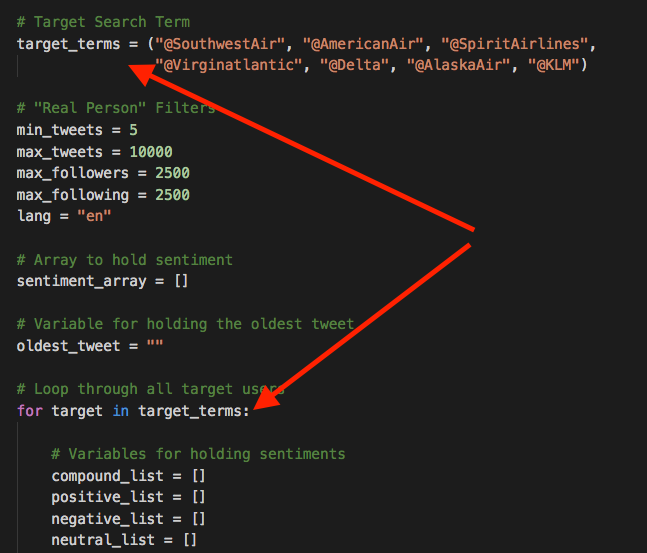 # Target Search Term
target_terms = ("@SouthwestAir", "@AmericanAir", "@SpiritAirlines",
"@Virginatlantic", "@Delta", "@AlaskaAir", "@KLM")
# "Real Person" Filters
min_tweets = 5
max_tweets = 10000
max_followers = 2500
max_following = 2500
lang = "en"
# Array to hold sentiment
sentiment_array = []
# Variable for holding the oldest tweet
oldest_tweet = ""
# Loop through all target users
for target in target_terms:
# Variables for holding sentiments
compound_list = []
positive_list = []
negative_list = []
neutral_list = []